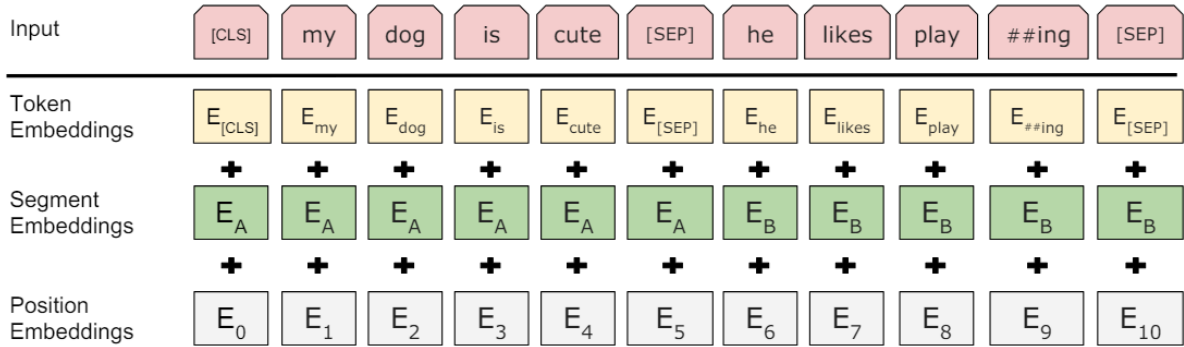 Input [CLS] my dog is cute [SEP] he likes play ##ing [SEP]
Token Embeddings E[CLS] Emy Edog Eis Ecute E[SEP] Ehe Elikes Eplay E##ing E[SEP]
+ + + + + + + + + + +
Segment Embeddings EA EA EA EA EA EA EB EB EB EB EB
+ + + + + + + + + + +
Position Embeddings E0 E1 E2 E3 E4 E5 E6 E7 E8 E9 E10